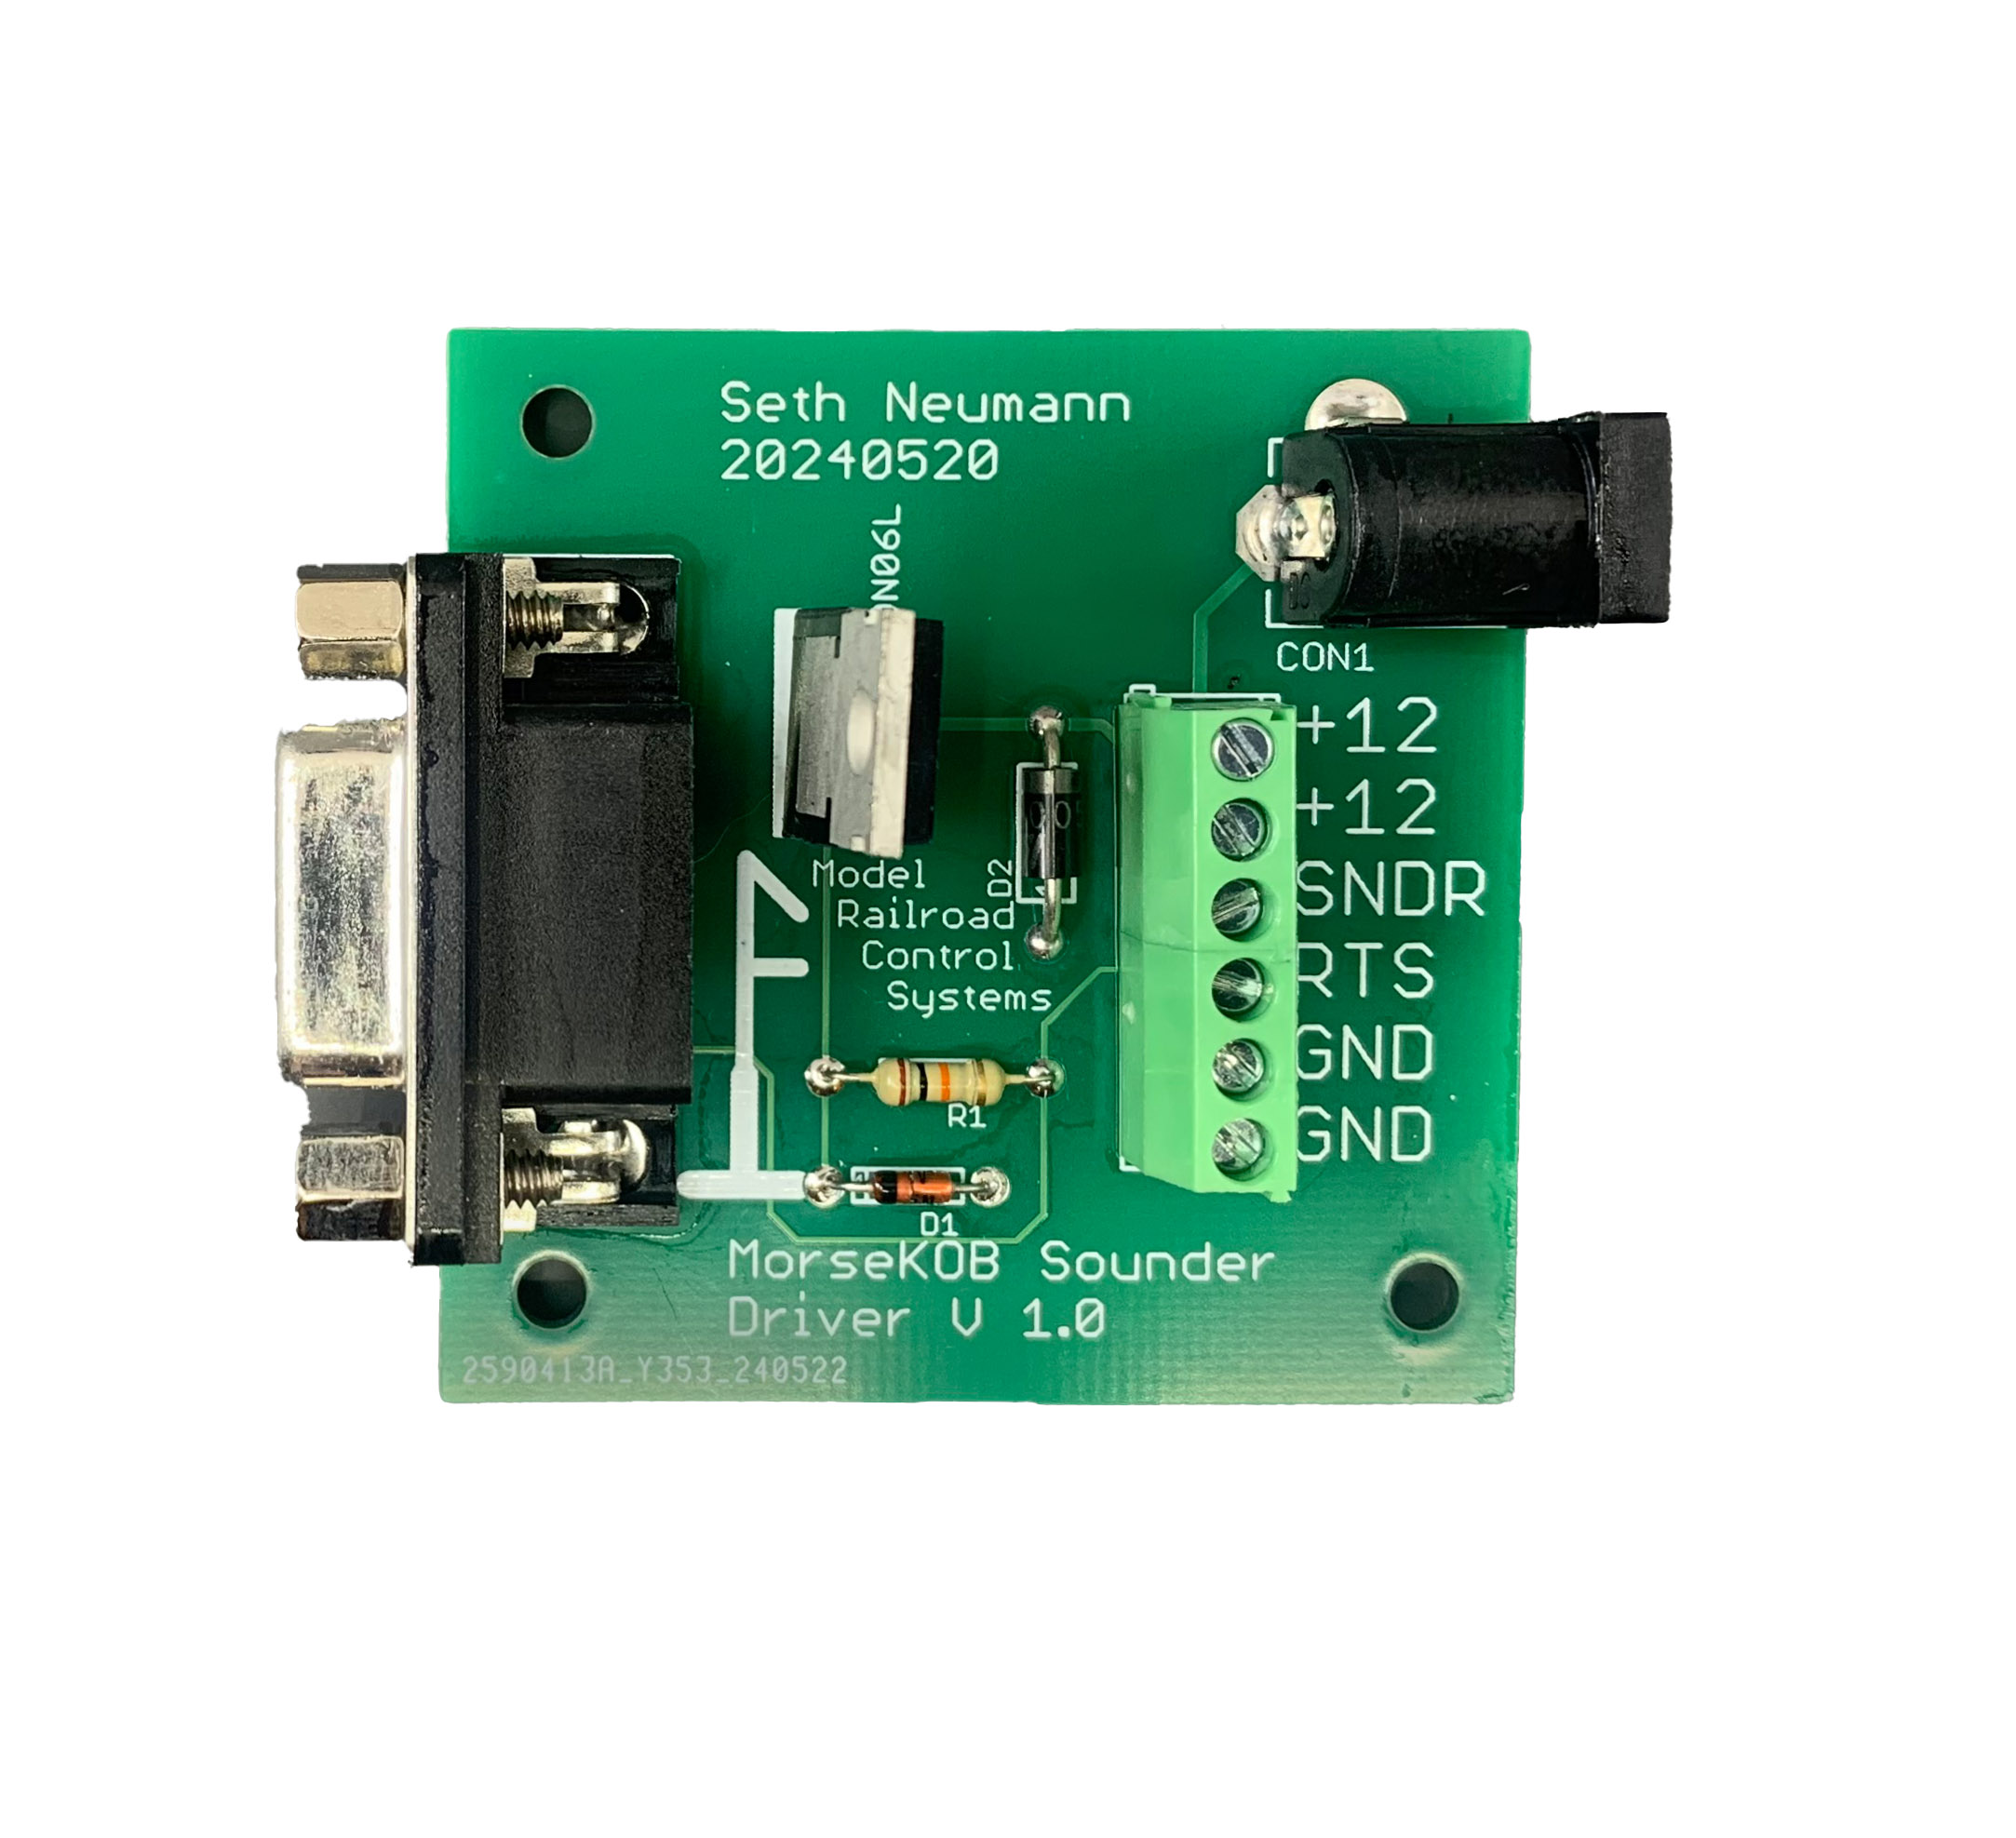 Seth Neumann
20240520
N06L
CON1
+12
+12
SNDR
RTS
GND
GND
D2
Model
Railroad
Control
Systems
R1
D1
MorseKOB Sounder
Driver V 1.0
2590413A_Y353_240522